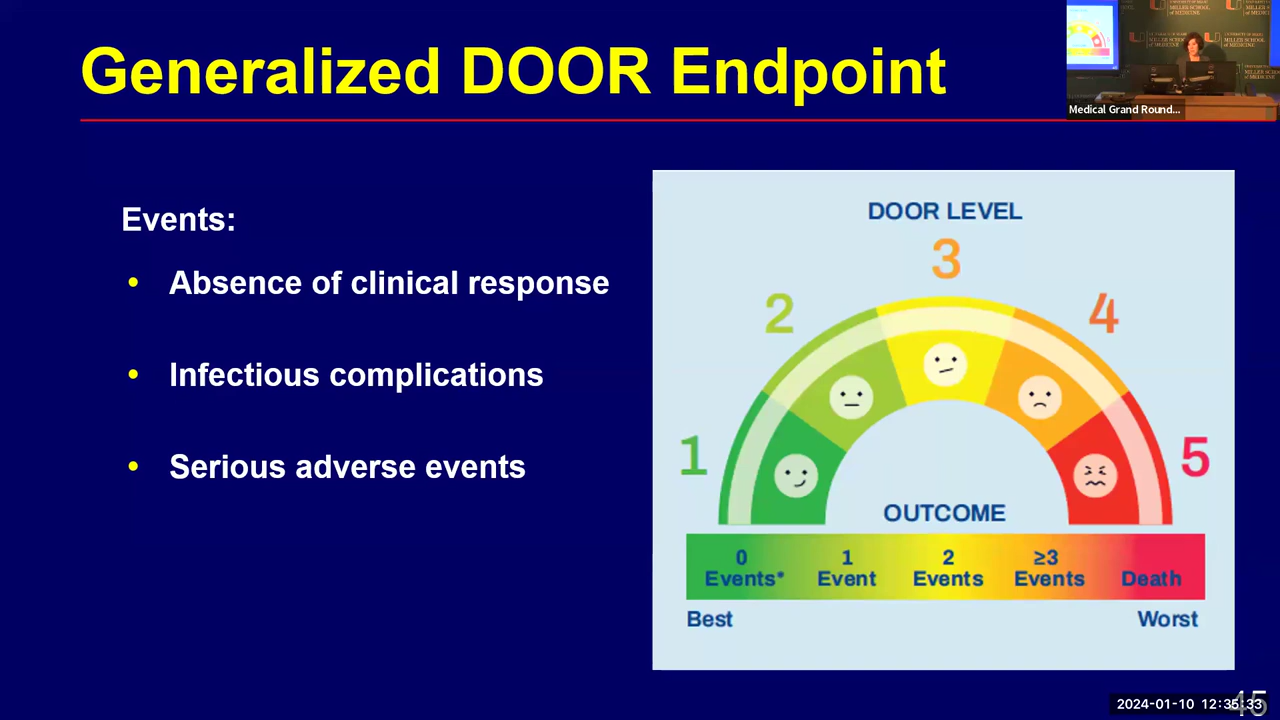 Generalized DOOR Endpoint
Medical Grand Round...
Events:
• Absence of clinical response
• Infectious complications
• Serious adverse events
DOOR LEVEL
1
2
3
4
5
OUTCOME
0 1 2 ≥3
Events* Event Events Events Death
Best Worst
45
2024-01-10 12:35:33